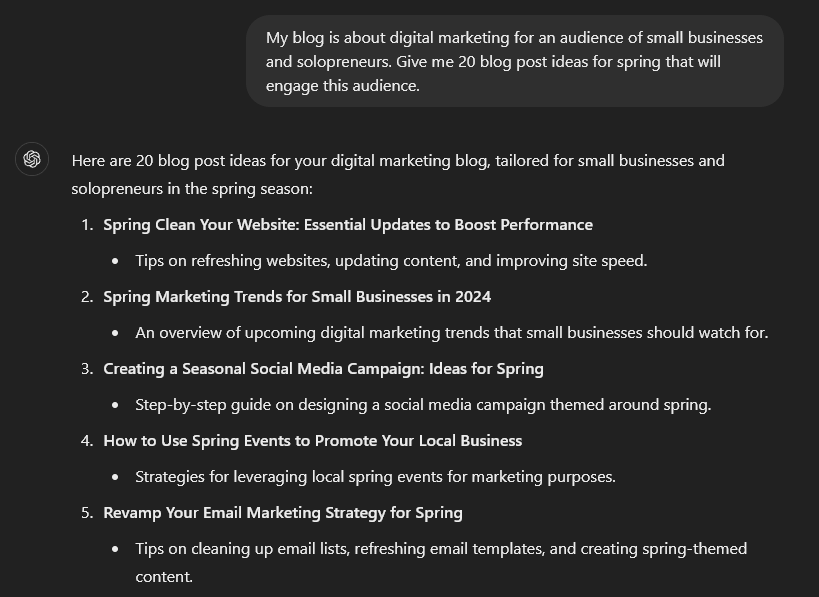 My blog is about digital marketing for an audience of small businesses
and solopreneurs. Give me 20 blog post ideas for spring that will
engage this audience.
Here are 20 blog post ideas for your digital marketing blog, tailored for small businesses and
solopreneurs in the spring season:
1. Spring Clean Your Website: Essential Updates to Boost Performance
• Tips on refreshing websites, updating content, and improving site speed.
2. Spring Marketing Trends for Small Businesses in 2024
• An overview of upcoming digital marketing trends that small businesses should watch for.
3. Creating a Seasonal Social Media Campaign: Ideas for Spring
• Step-by-step guide on designing a social media campaign themed around spring.
4. How to Use Spring Events to Promote Your Local Business
• Strategies for leveraging local spring events for marketing purposes.
5. Revamp Your Email Marketing Strategy for Spring
• Tips on cleaning up email lists, refreshing email templates, and creating spring-themed
content.